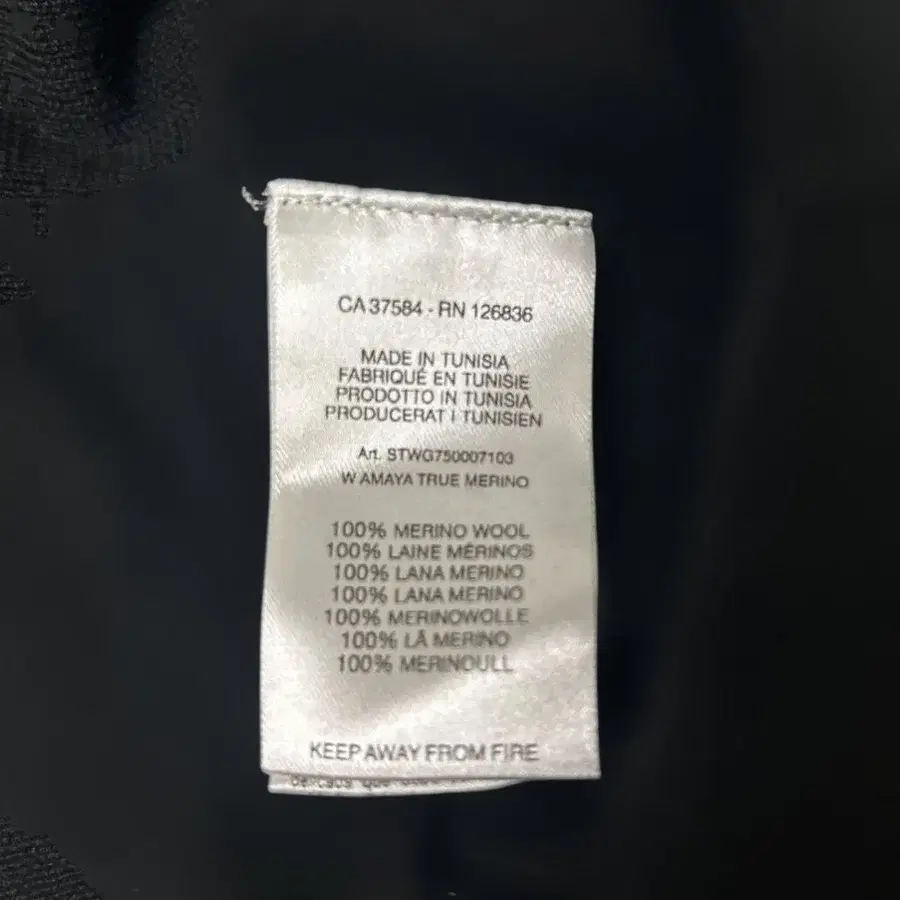 CA 37584 - RN 126836
MADE IN TUNISIA
FABRIQUÉ EN TUNISIE
PRODOTTO IN TUNISIA
PRODUCERAT I TUNISIEN
Art. STWG750007103
W AMAYA TRUE MERINO
100% MERINO WOOL
100% LAINE MÉRINOS
100% LANA MERINO
100% LANA MERINO
100% MERINOWOLLE
100% LÃ MERINO
100% MERINOULL
KEEP AWAY FROM FIRE